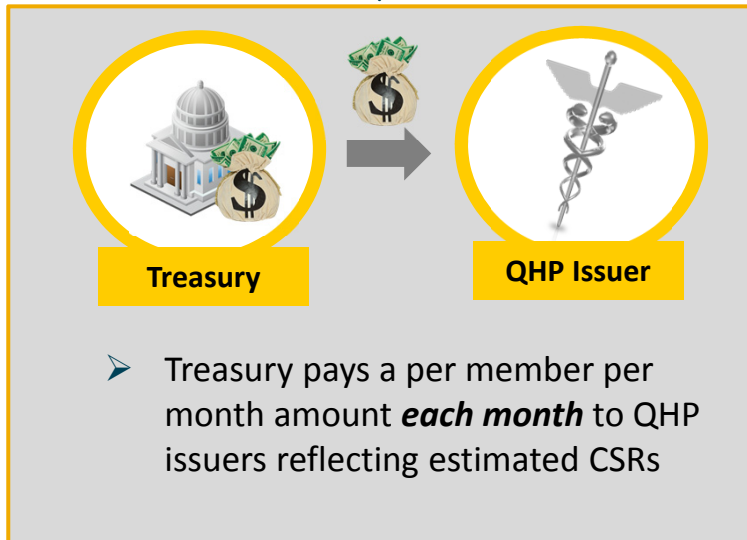 $
$
Treasury
QHP Issuer
➤ Treasury pays a per member per
month amount each month to QHP
issuers reflecting estimated CSRs